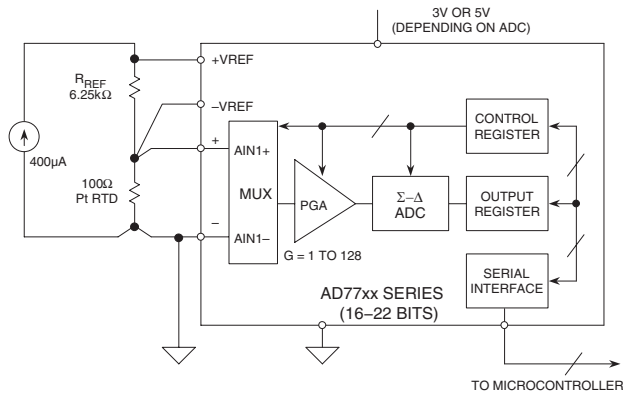 3V OR 5V
(DEPENDING ON ADC)
+VREF
RREF
6.25kΩ
−VREF
CONTROL
REGISTER
+
AIN1+
400µA
MUX
100Ω
Pt RTD
PGA
Σ−Δ
ADC
OUTPUT
REGISTER
−
AIN1−
G = 1 TO 128
SERIAL
INTERFACE
AD77xx SERIES
(16−22 BITS)
TO MICROCONTROLLER